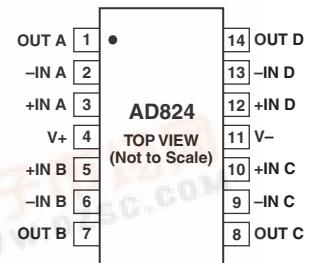 OUT A 1 14 OUT D
–IN A 2 13 –IN D
+IN A 3 12 +IN D
AD824
V+ 4 TOP VIEW 11 V–
(Not to Scale)
+IN B 5 10 +IN C
–IN B 6 9 –IN C
OUT B 7 8 OUT C